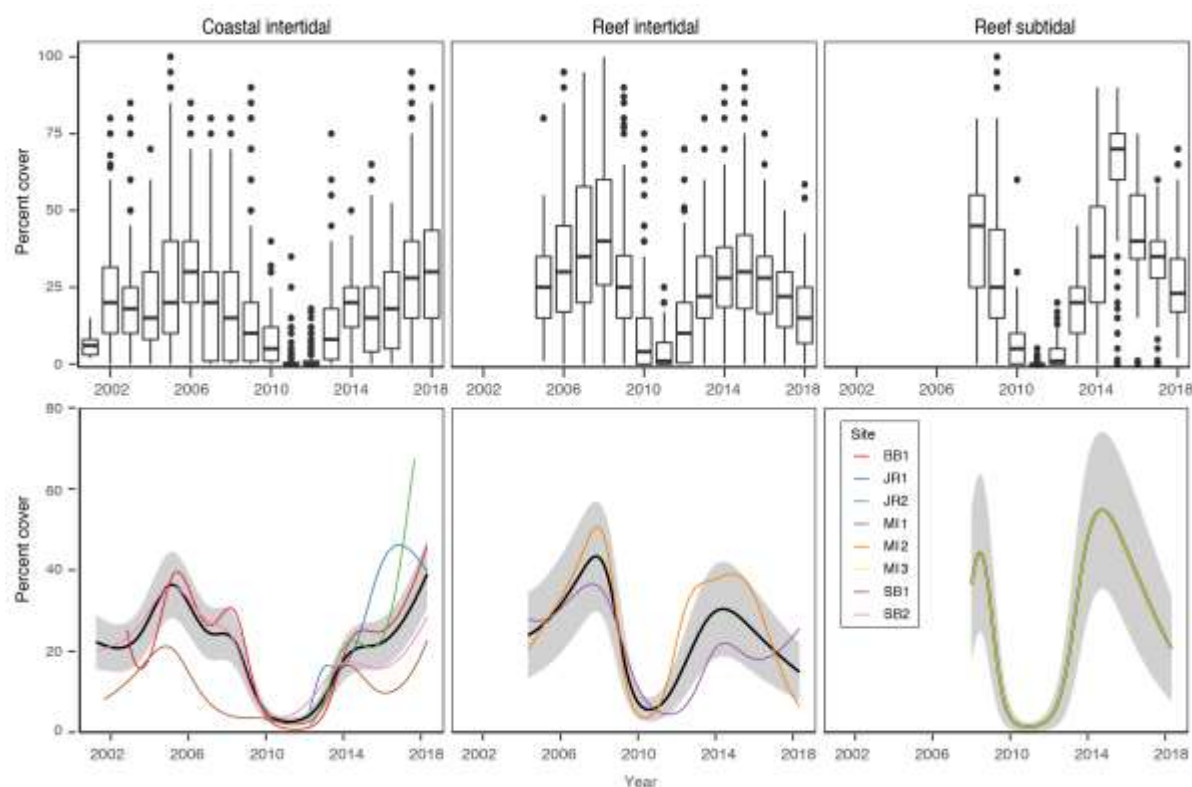 Coastal intertidal
Reef intertidal
Reef subtidal
Percent cover
100
75
50
25
0
2002 2006 2010 2014 2018
2002 2006 2010 2014 2018
2002 2006 2010 2014 2018
Percent cover
80
60
40
20
0
Site
BB1
JR1
JR2
MI1
MI2
MI3
SB1
SB2
2002 2006 2010 2014 2018
2002 2006 2010 2014 2018
2002 2006 2010 2014 2018
Year